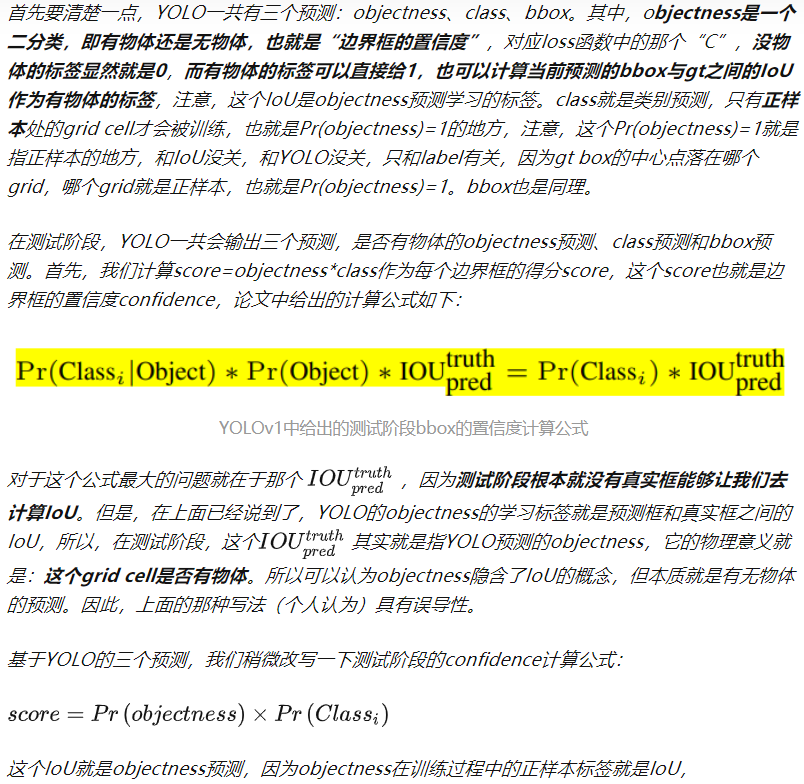 首先要清楚一点，YOLO一共有三个预测：objectness、class、bbox。其中，objectness是一个
二分类，即有物体还是无物体，也就是“边界框的置信度”，对应loss函数中的那个“C”，没物
体的标签显然就是0，而有物体的标签可以直接给1，也可以计算当前预测的bbox与gt之间的IoU
作为有物体的标签，注意，这个IoU是objectness预测学习的标签。class就是类别预测，只有正样
本处的grid cell才会被训练，也就是Pr(objectness)=1的地方，注意，这个Pr(objectness)=1就是
指正样本的地方，和IoU没关，和YOLO没关，只和label有关，因为gt box的中心点落在哪个
grid，哪个grid就是正样本，也就是Pr(objectness)=1。bbox也是同理。
在测试阶段，YOLO一共会输出三个预测，是否有物体的objectness预测、class预测和bbox预
测。首先，我们计算score=objectness*class作为每个边界框的得分score，这个score也就是边
界框的置信度confidence，论文中给出的计算公式如下：
Pr(Class_i|Object) * Pr(Object) * IOU^truth_pred = Pr(Class_i) * IOU^truth_pred
YOLOv1中给出的测试阶段bbox的置信度计算公式
对于这个公式最大的问题就在于那个 IOU^truth_pred ，因为测试阶段根本就没有真实框能够让我们去
计算IoU。但是，在上面已经说到了，YOLO的objectness的学习标签就是预测框和真实框之间的
IoU，所以，在测试阶段，这个IOU^truth_pred 其实就是指YOLO预测的objectness，它的物理意义就
是：这个grid cell是否有物体。所以可以认为objectness隐含了IoU的概念，但本质就是有无物体
的预测。因此，上面的那种写法（个人认为）具有误导性。
基于YOLO的三个预测，我们稍微改写一下测试阶段的confidence计算公式：
score = Pr (objectness) × Pr (Class_i)
这个IoU就是objectness预测，因为objectness在训练过程中的正样本标签就是IoU，